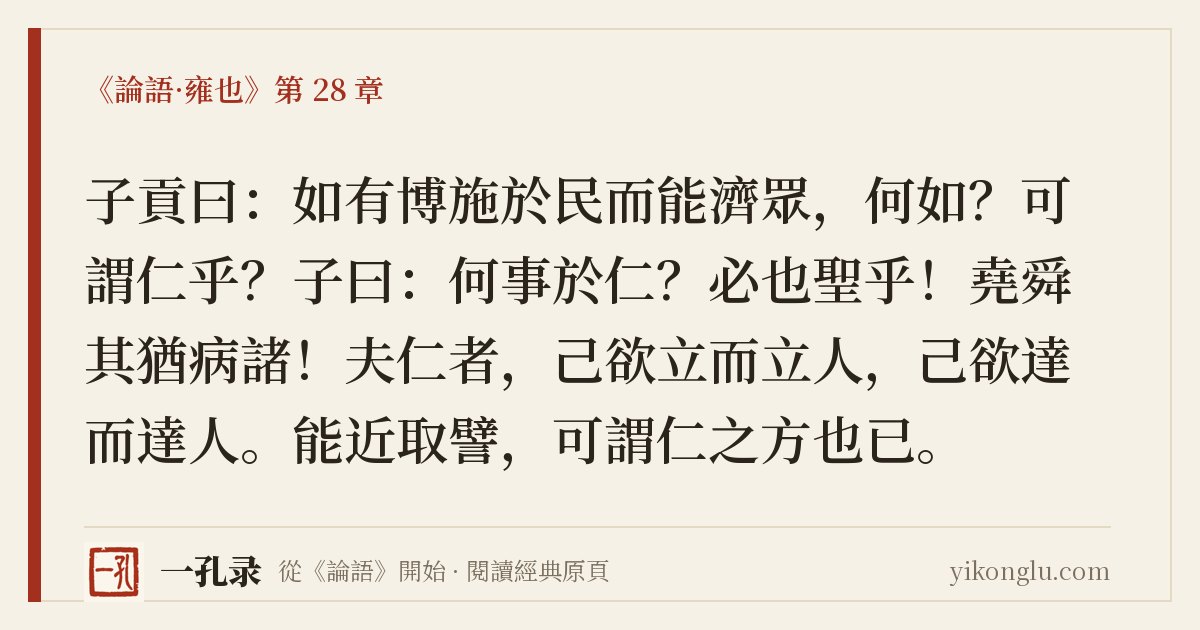 《論語·雍也》第 28 章
子貢曰：如有博施於民而能濟眾，何如？可
謂仁乎？子曰：何事於仁？必也聖乎！堯舜
其猶病諸！夫仁者，己欲立而立人，己欲達
而達人。能近取譬，可謂仁之方也已。
一孔
一孔录 從《論語》開始 · 閱讀經典原頁
yikonglu.com